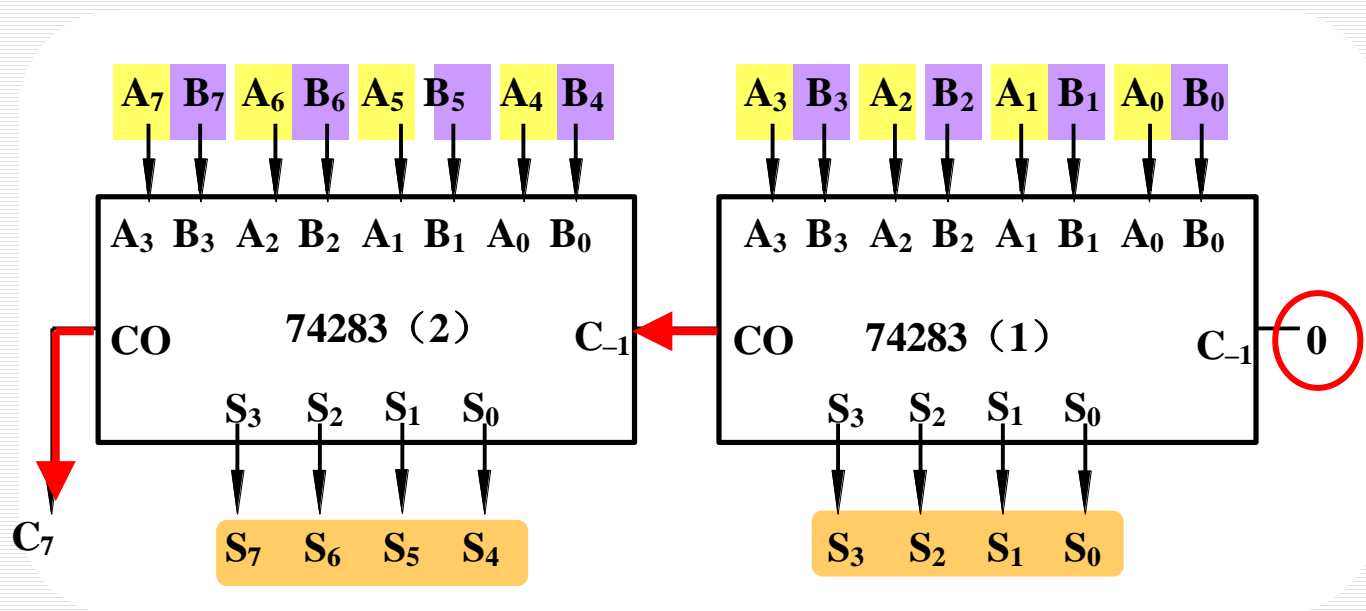 A₇ B₇ A₆ B₆ A₅ B₅ A₄ B₄ A₃ B₃ A₂ B₂ A₁ B₁ A₀ B₀
A₃ B₃ A₂ B₂ A₁ B₁ A₀ B₀ A₃ B₃ A₂ B₂ A₁ B₁ A₀ B₀
CO 74283（2） C₋₁ CO 74283（1） C₋₁ 0
S₃ S₂ S₁ S₀ S₃ S₂ S₁ S₀
C₇ S₇ S₆ S₅ S₄ S₃ S₂ S₁ S₀